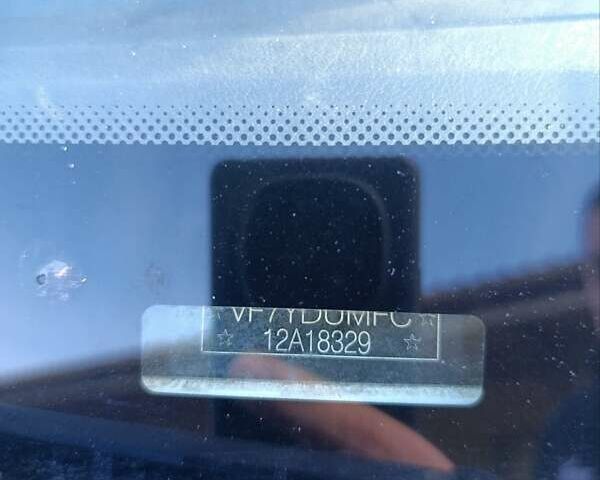 ☆ VF7YDUMFC ☆
☆ 12A18329 ☆